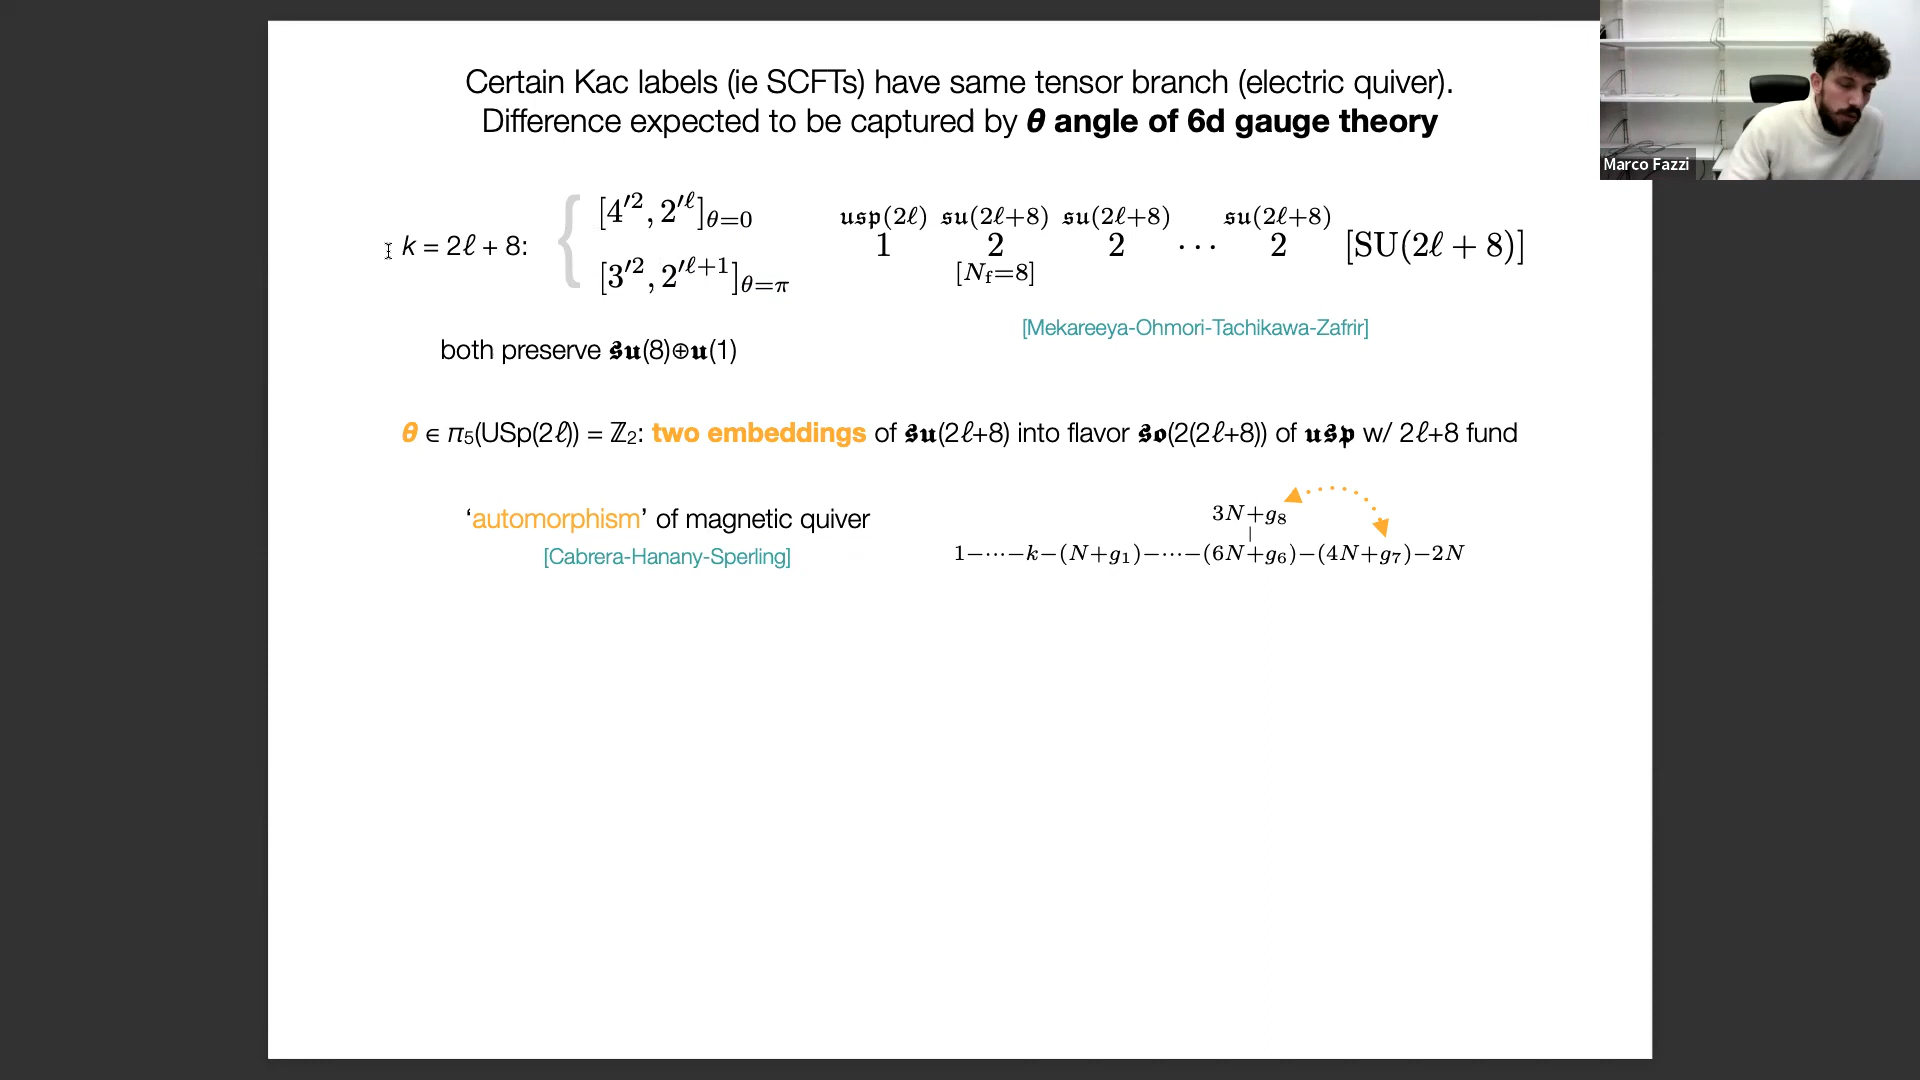 Certain Kac labels (ie SCFTs) have same tensor branch (electric quiver).
Difference expected to be captured by θ angle of 6d gauge theory
Marco Fazzi
k = 2ℓ + 8:
[4′², 2′ˡ]θ=0
[3′², 2′ˡ⁺¹]θ=π
𝔲𝔰𝔭(2ℓ) 𝔰𝔲(2ℓ+8) 𝔰𝔲(2ℓ+8) 𝔰𝔲(2ℓ+8)
1 2 2 ⋯ 2 [SU(2ℓ + 8)]
[N_f=8]
[Mekareeya-Ohmori-Tachikawa-Zafrir]
both preserve 𝔰𝔲(8)⊕𝔲(1)
θ ∈ π₅(USp(2ℓ)) = ℤ₂: two embeddings of 𝔰𝔲(2ℓ+8) into flavor 𝔰𝔬(2(2ℓ+8)) of 𝔲𝔰𝔭 w/ 2ℓ+8 fund
‘automorphism’ of magnetic quiver
[Cabrera-Hanany-Sperling]
3N+g₈
|
1−⋯−k−(N+g₁)−⋯−(6N+g₆)−(4N+g₇)−2N